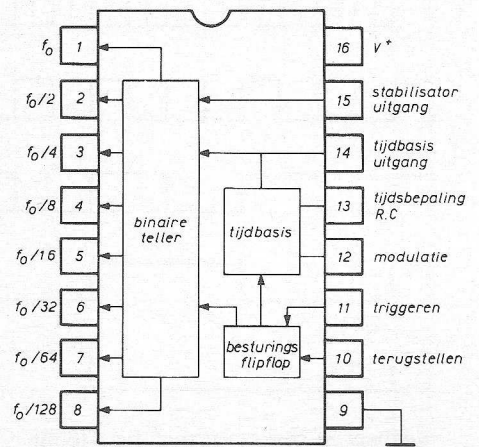 f₀ 1
f₀/2 2
f₀/4 3
f₀/8 4
f₀/16 5
f₀/32 6
f₀/64 7
f₀/128 8
binaire
teller
tijdbasis
besturings
flipflop
16 V⁺
15 stabilisator
uitgang
14 tijdbasis
uitgang
13 tijdsbepaling
R.C
12 modulatie
11 triggeren
10 terugstellen
9